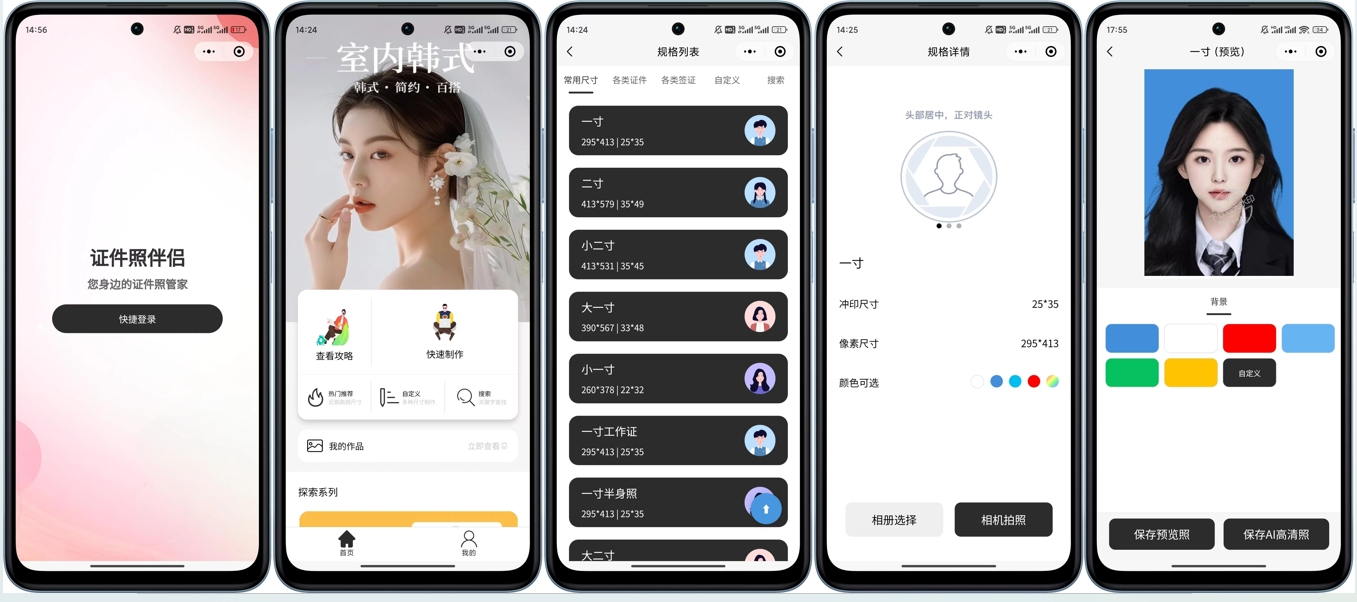 14:56
证件照伴侣
您身边的证件照管家
快捷登录
14:24
室内韩式
韩式·简约·百搭
查看攻略
快速制作
热门推荐
自定义
搜索
我的作品
立即查看
探索系列
首页
我的
14:24
规格列表
常用尺寸 各类证件 各类签证 自定义 搜索
一寸
295*413 | 25*35
二寸
413*579 | 35*49
小二寸
413*531 | 35*45
大一寸
390*567 | 33*48
小一寸
260*378 | 22*32
一寸工作证
295*413 | 25*35
一寸半身照
295*413 | 25*35
大二寸
14:25
规格详情
头部居中，正对镜头
一寸
冲印尺寸 25*35
像素尺寸 295*413
颜色可选
相册选择 相机拍照
17:55
一寸 (预览)
背景
自定义
保存预览照 保存AI高清照